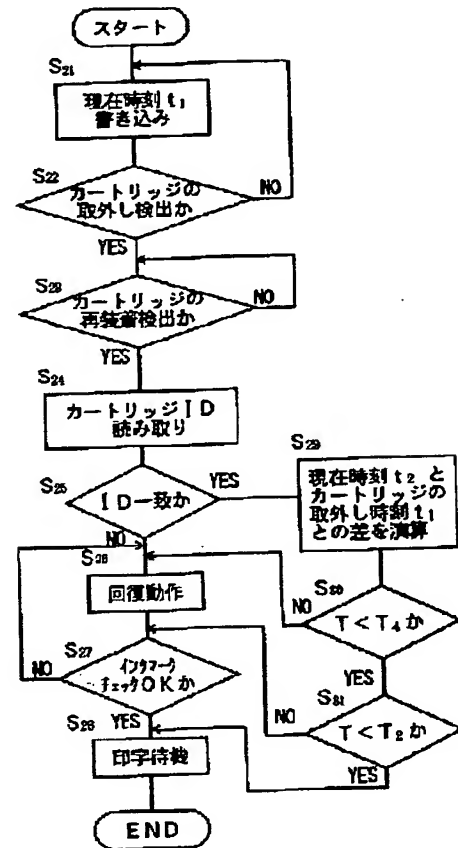 スタート
S21
現在時刻 t₁
書き込み
S22
カートリッジの
取外し検出か
NO
YES
S23
カートリッジの
再装着検出か
NO
YES
S24
カートリッジID
読み取り
S25
ID一致か
YES
NO
S29
現在時刻 t₂ と
カートリッジの
取外し時刻 t₁
との差を演算
S26
回復動作
S30
T<T₄か
NO
YES
S27
インクマーク
チェックOKか
NO
YES
S31
T<T₂か
NO
YES
S28
印字待機
END